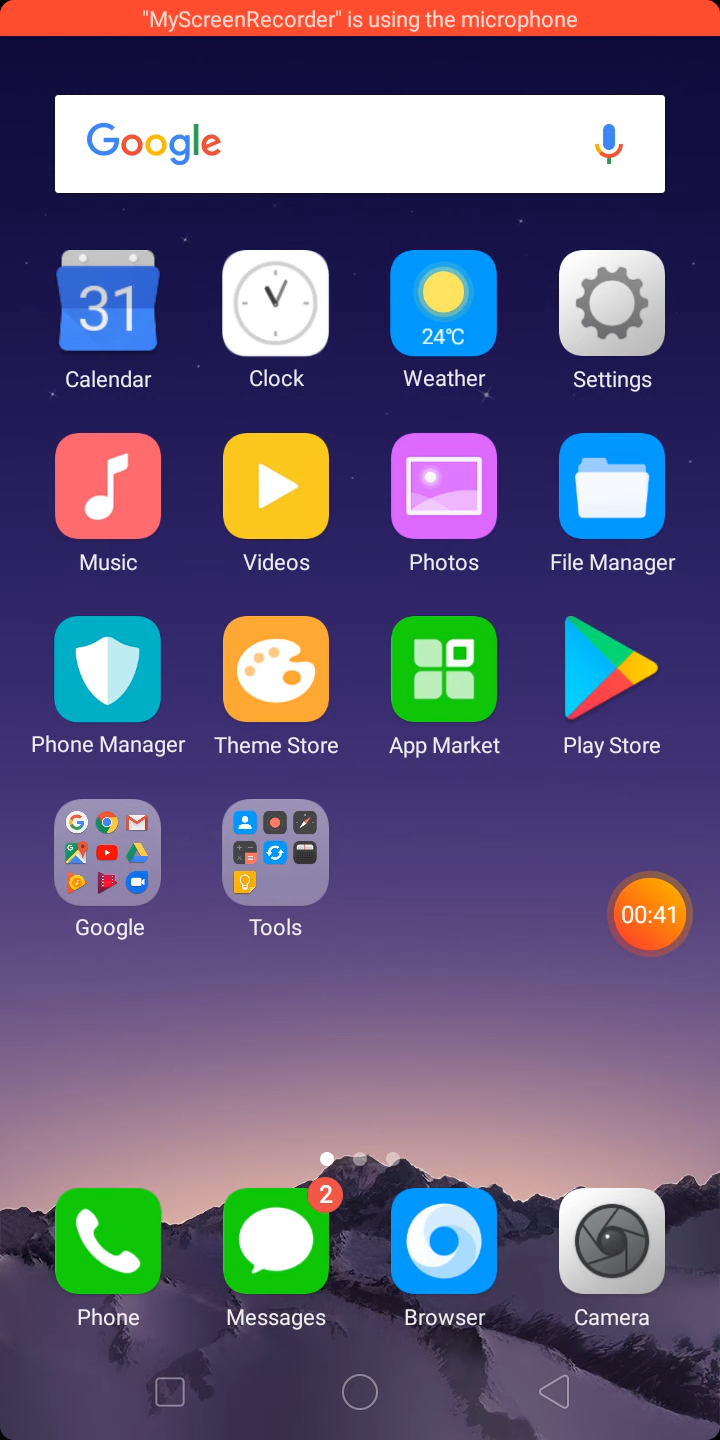 "MyScreenRecorder" is using the microphone
Google
31
24℃
Calendar
Clock
Weather
Settings
Music
Videos
Photos
File Manager
Phone Manager
Theme Store
App Market
Play Store
00:41
Google
Tools
2
Phone
Messages
Browser
Camera